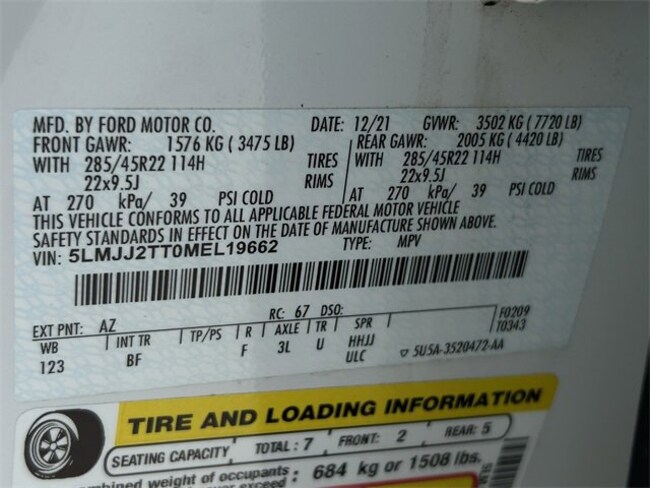 MFD. BY FORD MOTOR CO. DATE: 12/21 GVWR: 3502 KG ( 7720 LB)
FRONT GAWR: 1576 KG ( 3475 LB) REAR GAWR: 2005 KG ( 4420 LB)
WITH 285/45R22 114H TIRES WITH 285/45R22 114H TIRES
22x9.5J RIMS 22x9.5J RIMS
AT 270 kPa/ 39 PSI COLD AT 270 kPa/ 39 PSI COLD
THIS VEHICLE CONFORMS TO ALL APPLICABLE FEDERAL MOTOR VEHICLE
SAFETY STANDARDS IN EFFECT ON THE DATE OF MANUFACTURE SHOWN ABOVE.
VIN: 5LMJJ2TT0MEL19662 TYPE: MPV
EXT PNT: AZ RC: 67 DSO: F0209
WB INT TR TP/PS R AXLE TR SPR T0343
123 BF F 3L U HHJJ
ULC 5U5A-3520472-AA
TIRE AND LOADING INFORMATION
SEATING CAPACITY TOTAL: 7 FRONT: 2 REAR: 5
combined weight of occupants : 684 kg or 1508 lbs.